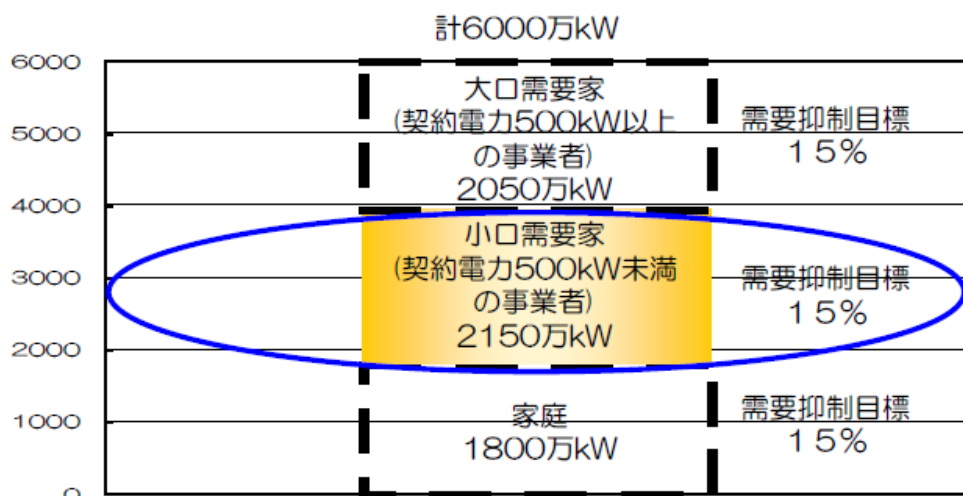 計6000万kW
6000
5000
4000
3000
2000
1000
0
大口需要家
(契約電力500kW以上
の事業者)
2050万kW
需要抑制目標
１５%
小口需要家
(契約電力500kW未満
の事業者)
2150万kW
需要抑制目標
１５%
家庭
1800万kW
需要抑制目標
１５%